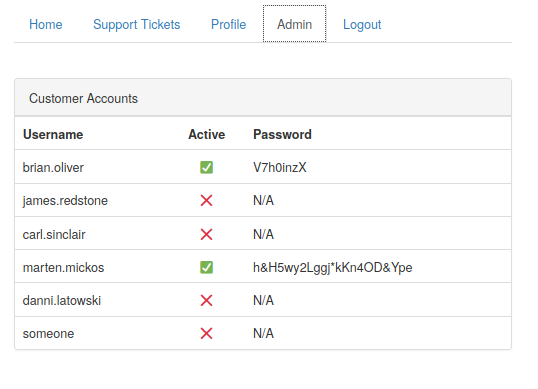 Home Support Tickets Profile Admin Logout
Customer Accounts
Username Active Password
brian.oliver V7h0inzX
james.redstone N/A
carl.sinclair N/A
marten.mickos h&H5wy2Lggj*kKn4OD&Ype
danni.latowski N/A
someone N/A